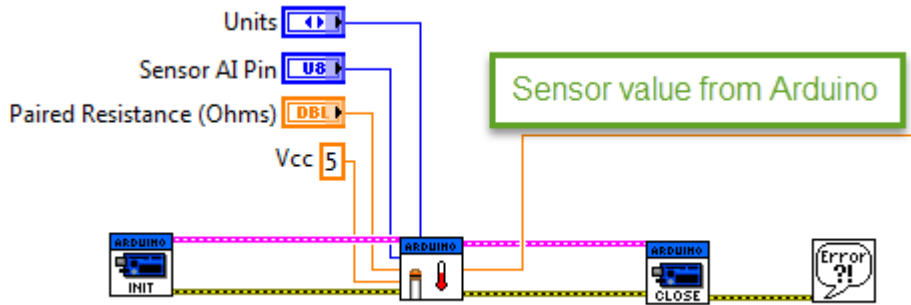 Units
Sensor AI Pin
U8
Paired Resistance (Ohms)
DBL
Sensor value from Arduino
Vcc
5
ARDUINO
INIT
ARDUINO
ARDUINO
CLOSE
Error
?!